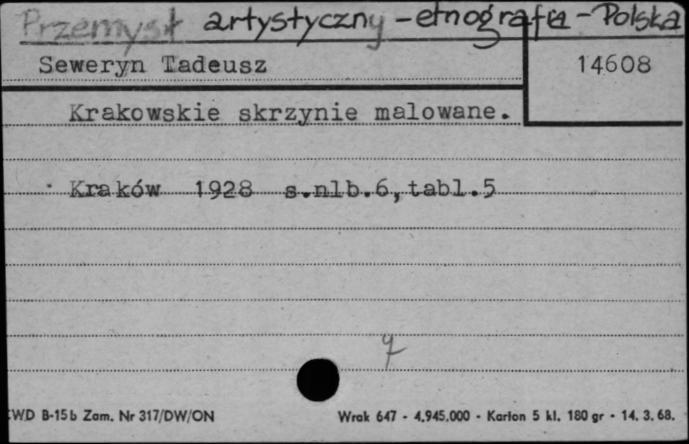 Przemysł artystyczny - etnografia - Polska
Seweryn Tadeusz 14608
Krakowskie skrzynie malowane.
Kraków 1928 s.nlb.6, tabl.5
WD B-15b Zam. Nr 317/DW/ON Wrak 647 - 4.945.000 - Karton 5 kl. 180 gr - 14. 3. 68.